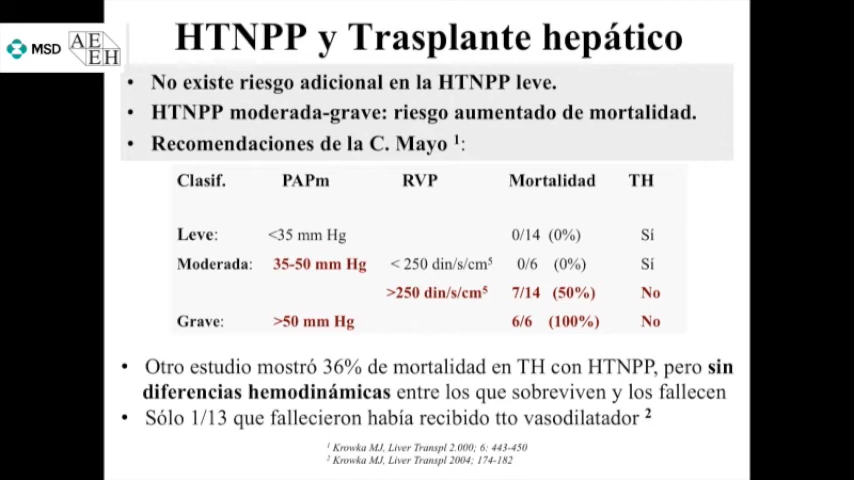 HTNPP y Trasplante hepático
MSD
AE
EH
• No existe riesgo adicional en la HTNPP leve.
• HTNPP moderada-grave: riesgo aumentado de mortalidad.
• Recomendaciones de la C. Mayo 1:
Clasif. PAPm RVP Mortalidad TH
Leve: <35 mm Hg 0/14 (0%) Sí
Moderada: 35-50 mm Hg < 250 din/s/cm5 0/6 (0%) Sí
>250 din/s/cm5 7/14 (50%) No
Grave: >50 mm Hg 6/6 (100%) No
• Otro estudio mostró 36% de mortalidad en TH con HTNPP, pero sin
diferencias hemodinámicas entre los que sobreviven y los fallecen
• Sólo 1/13 que fallecieron había recibido tto vasodilatador 2
1 Krowka MJ, Liver Transpl 2.000; 6: 443-450
2 Krowka MJ, Liver Transpl 2004; 174-182